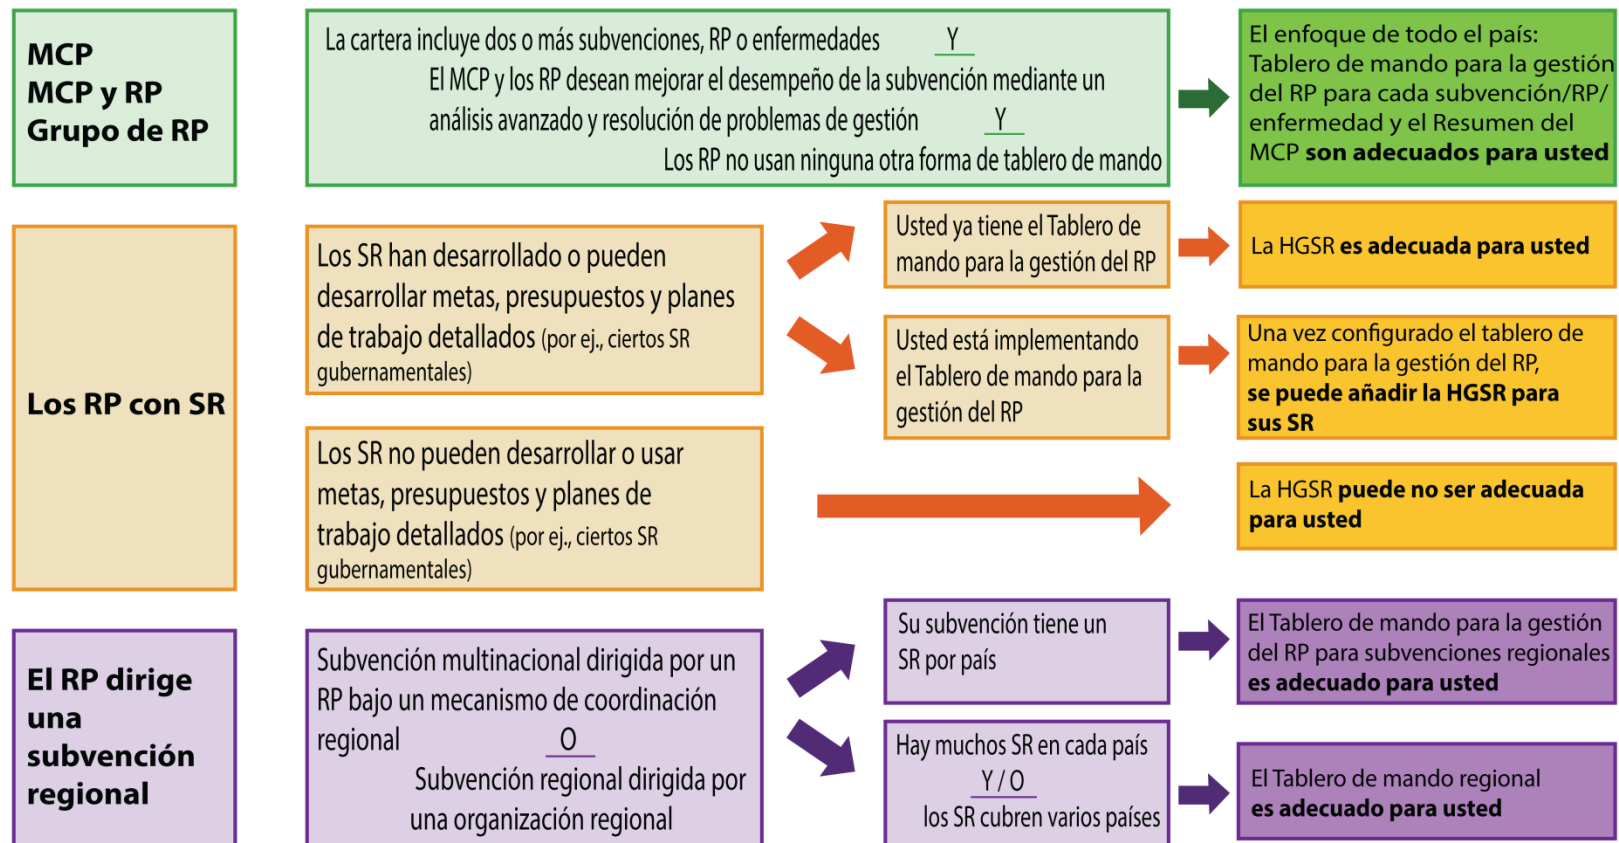 MCP
MCP y RP
Grupo de RP
La cartera incluye dos o más subvenciones, RP o enfermedades Y
El MCP y los RP desean mejorar el desempeño de la subvención mediante un
análisis avanzado y resolución de problemas de gestión Y
Los RP no usan ninguna otra forma de tablero de mando
El enfoque de todo el país:
Tablero de mando para la gestión
del RP para cada subvención/RP/
enfermedad y el Resumen del
MCP son adecuados para usted
Los RP con SR
Los SR han desarrollado o pueden
desarrollar metas, presupuestos y planes
de trabajo detallados (por ej., ciertos SR
gubernamentales)
Usted ya tiene el Tablero de
mando para la gestión del RP
La HGSR es adecuada para usted
Usted está implementando
el Tablero de mando para la
gestión del RP
Una vez configurado el tablero de
mando para la gestión del RP,
se puede añadir la HGSR para
sus SR
Los SR no pueden desarrollar o usar
metas, presupuestos y planes de
trabajo detallados (por ej., ciertos SR
gubernamentales)
La HGSR puede no ser adecuada
para usted
El RP dirige
una
subvención
regional
Subvención multinacional dirigida por un
RP bajo un mecanismo de coordinación
regional O
Subvención regional dirigida por
una organización regional
Su subvención tiene un
SR por país
El Tablero de mando para la gestión
del RP para subvenciones regionales
es adecuado para usted
Hay muchos SR en cada país
Y / O
los SR cubren varios países
El Tablero de mando regional
es adecuado para usted